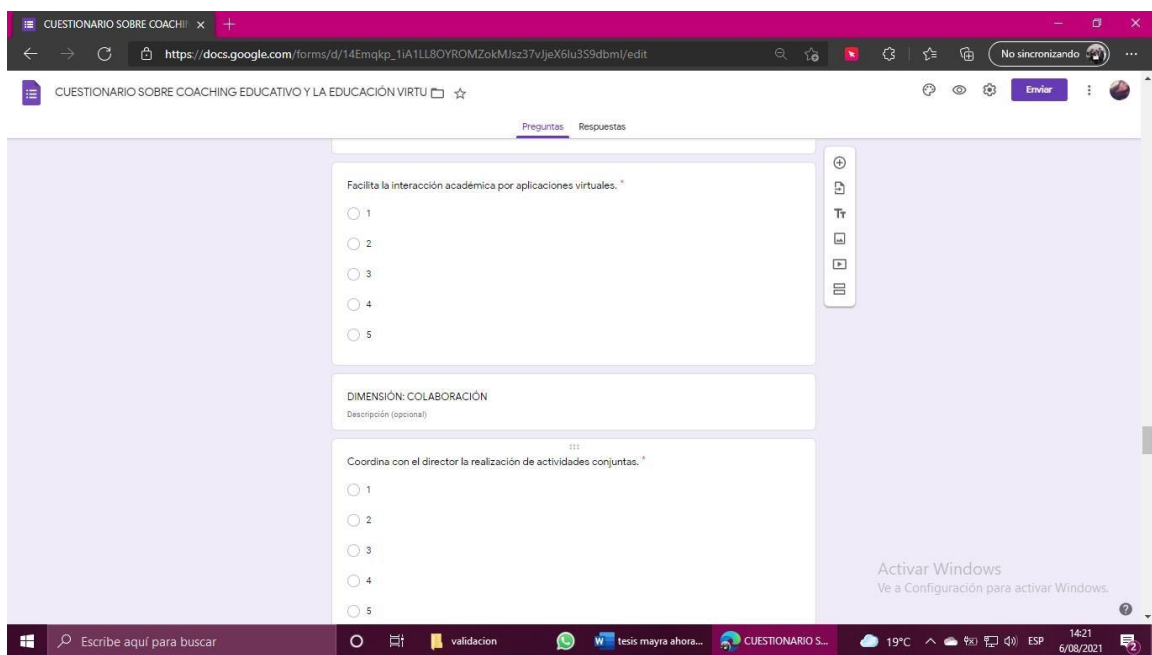 CUESTIONARIO SOBRE COACHI
https://docs.google.com/forms/d/14Emqkp_1iA1LL8OYROMZokMJsz37vJjeX6Iu3S9dbmI/edit
No sincronizando
CUESTIONARIO SOBRE COACHING EDUCATIVO Y LA EDUCACIÓN VIRTU
Enviar
Preguntas Respuestas
Facilita la interacción académica por aplicaciones virtuales. *
1
2
3
4
5
Tт
DIMENSIÓN: COLABORACIÓN
Descripción (opcional)
Coordina con el director la realización de actividades conjuntas. *
1
2
3
4
5
Activar Windows
Ve a Configuración para activar Windows.
Escribe aquí para buscar
validacion
tesis mayra ahora...
CUESTIONARIO S...
19°C
ESP
14:21
6/08/2021
2